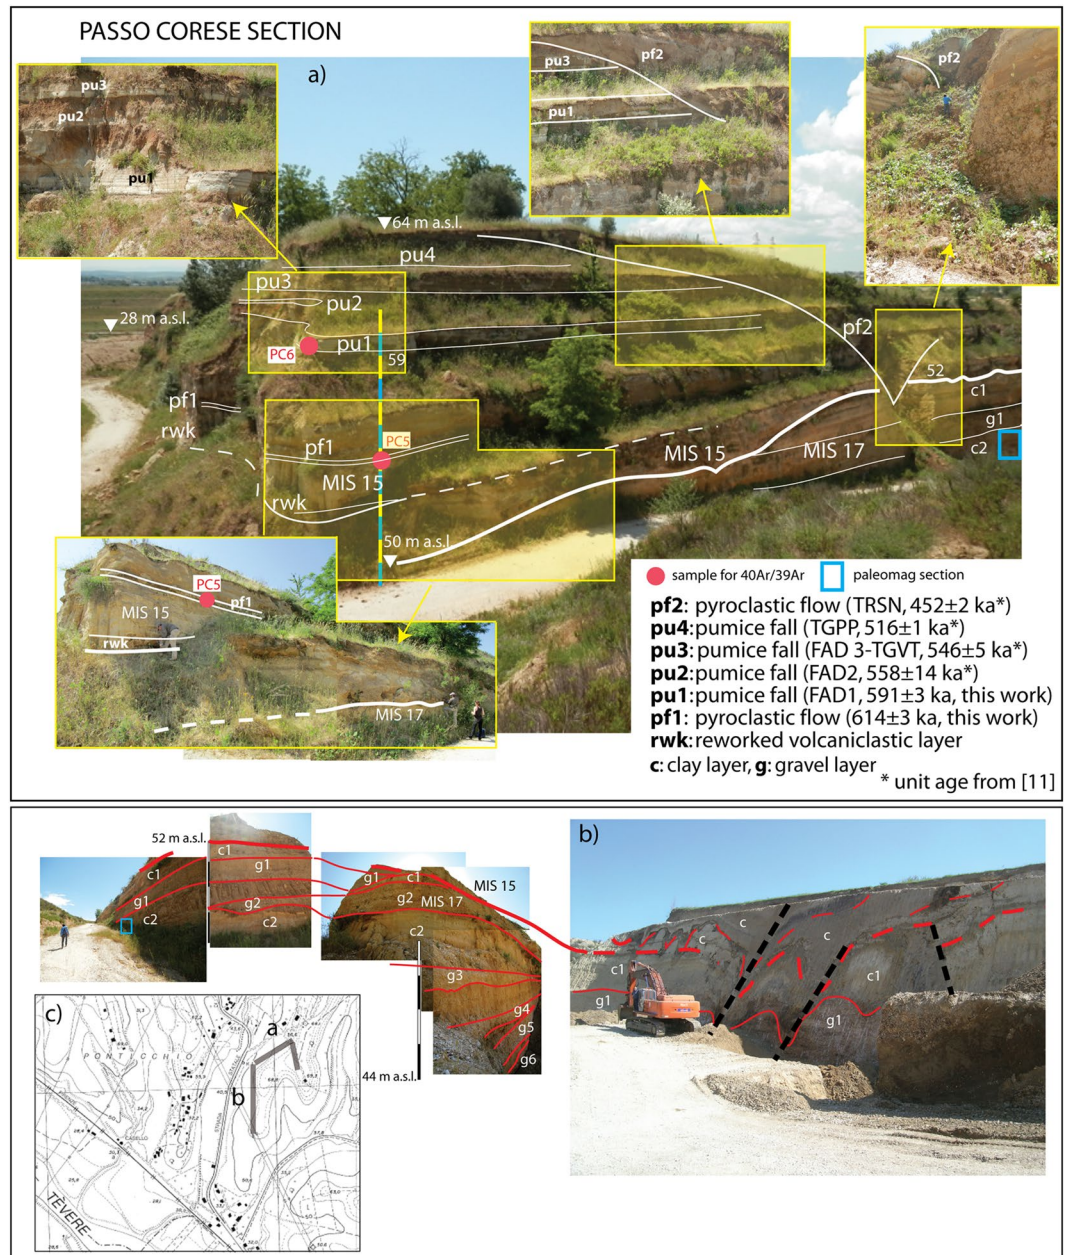 PASSO CORESE SECTION
a)
pu3
pu2
pu1
pu3
pf2
pu1
pf2
64 m a.s.l.
pu4
pu3
pu2
28 m a.s.l.
pu1
PC6
59
pf2
52
c1
g1
c2
pf1
rwk
pf1
PC5
MIS 15
MIS 17
MIS 15
rwk
50 m a.s.l.
PC5
pf1
MIS 15
rwk
MIS 17
sample for 40Ar/39Ar
paleomag section
pf2: pyroclastic flow (TRSN, 452±2 ka*)
pu4: pumice fall (TGPP, 516±1 ka*)
pu3: pumice fall (FAD 3-TGVT, 546±5 ka*)
pu2: pumice fall (FAD2, 558±14 ka*)
pu1: pumice fall (FAD1, 591±3 ka, this work)
pf1: pyroclastic flow (614±3 ka, this work)
rwk: reworked volcaniclastic layer
c: clay layer, g: gravel layer
* unit age from [11]
52 m a.s.l.
c1
g1
c2
c1
g1
g2
c2
g1
c1
MIS 15
g2
MIS 17
c2
g3
g4
g5
g6
44 m a.s.l.
b)
c
c
c1
c1
g1
g1
c)
a
b
PONTICCHIO
CASELLO
TÈVERE